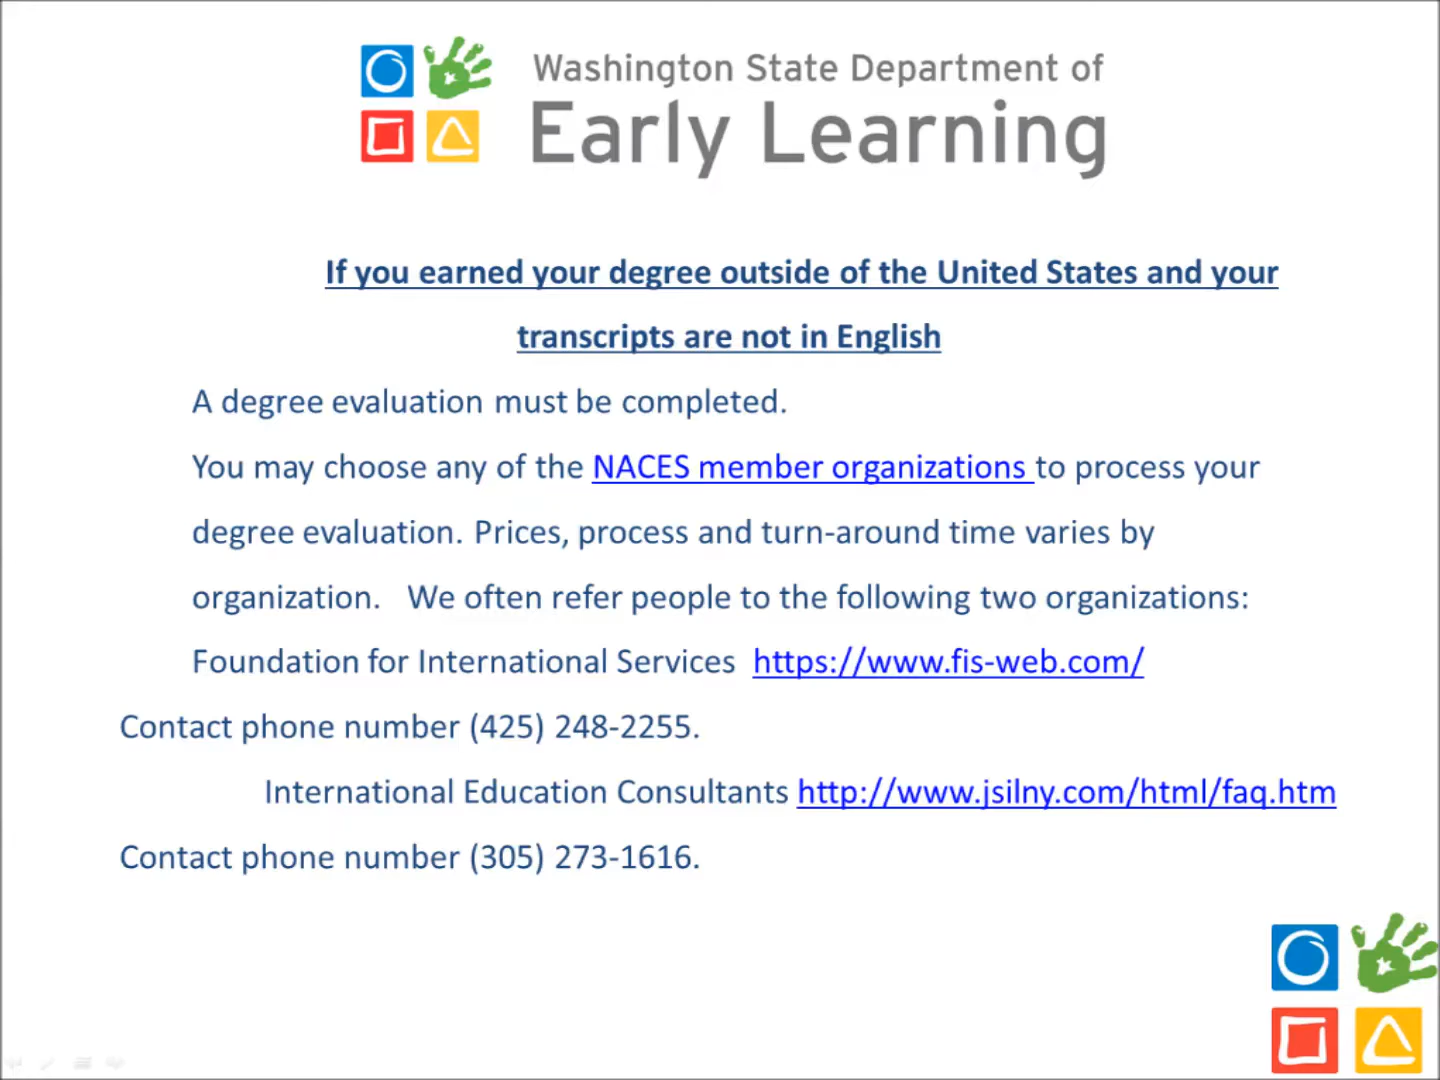 Washington State Department of
Early Learning
If you earned your degree outside of the United States and your
transcripts are not in English
A degree evaluation must be completed.
You may choose any of the NACES member organizations to process your
degree evaluation. Prices, process and turn-around time varies by
organization.   We often refer people to the following two organizations:
Foundation for International Services  https://www.fis-web.com/
Contact phone number (425) 248-2255.
International Education Consultants http://www.jsilny.com/html/faq.htm
Contact phone number (305) 273-1616.